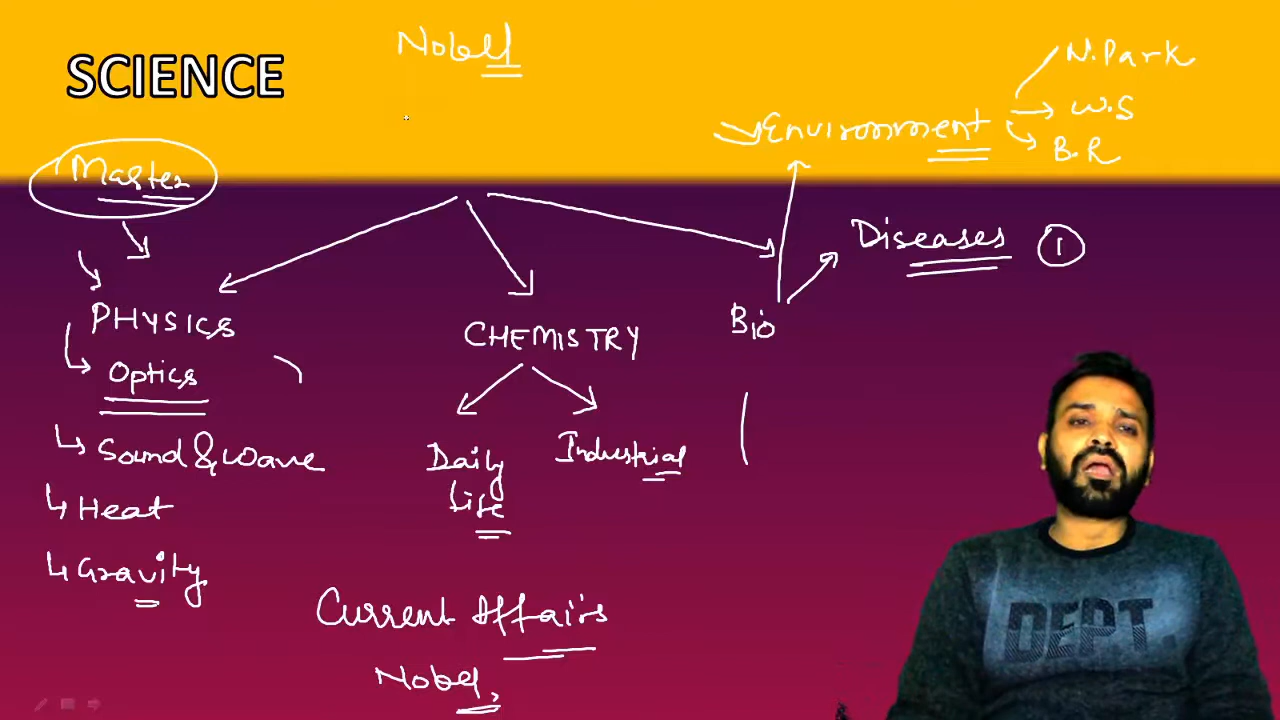 SCIENCE
Nobel
N.Park
W.S
B.R
Environment
Master
Diseases ①
PHYSICS
CHEMISTRY
Bio
Optics
Sound & Wave
Daily
Life
Industrial
Heat
Gravity
Current Affairs
Nobel,
DEPT.